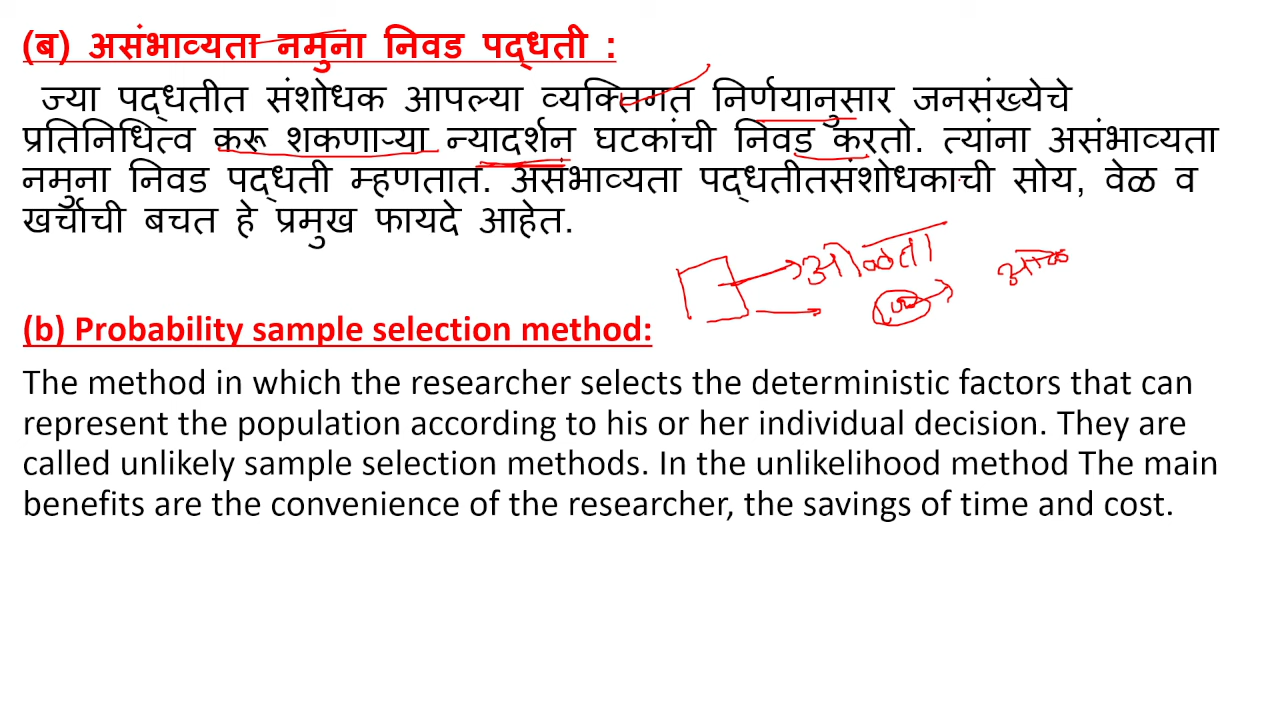 (ब) असंभाव्यता नमुना निवड पद्धती :
ज्या पद्धतीत संशोधक आपल्या व्यक्तिगत निर्णयानुसार जनसंख्येचे
प्रतिनिधित्व करू शकणाऱ्या न्यादर्शन घटकांची निवड करतो. त्यांना असंभाव्यता
नमुना निवड पद्धती म्हणतात. असंभाव्यता पद्धतीतसंशोधकाची सोय, वेळ व
खर्चाची बचत हे प्रमुख फायदे आहेत.
(b) Probability sample selection method:
The method in which the researcher selects the deterministic factors that can
represent the population according to his or her individual decision. They are
called unlikely sample selection methods. In the unlikelihood method The main
benefits are the convenience of the researcher, the savings of time and cost.